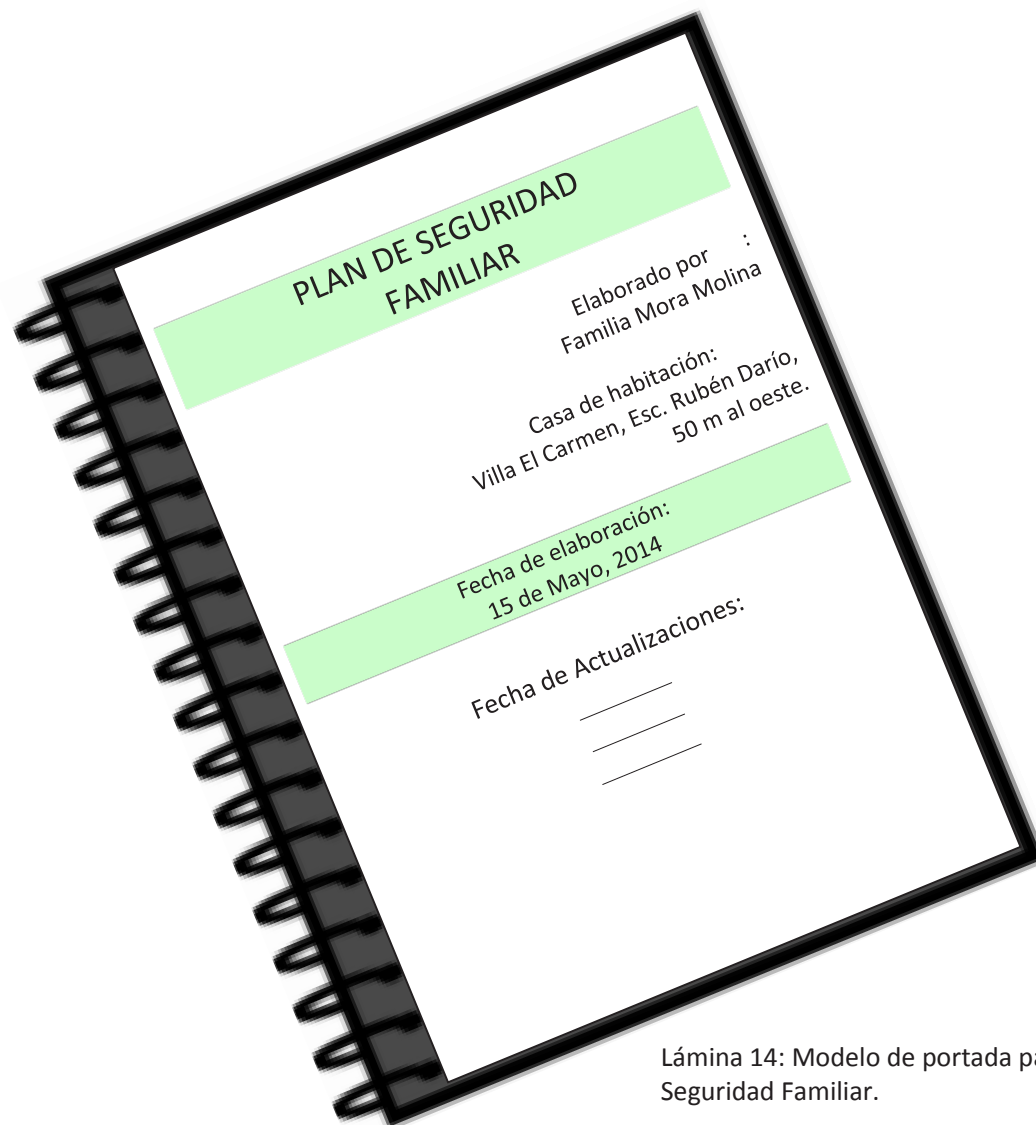 PLAN DE SEGURIDAD
FAMILIAR
Elaborado por :
Familia Mora Molina
Casa de habitación:
Villa El Carmen, Esc. Rubén Darío,
50 m al oeste.
Fecha de elaboración:
15 de Mayo, 2014
Fecha de Actualizaciones:
Lámina 14: Modelo de portada
Seguridad Familiar.